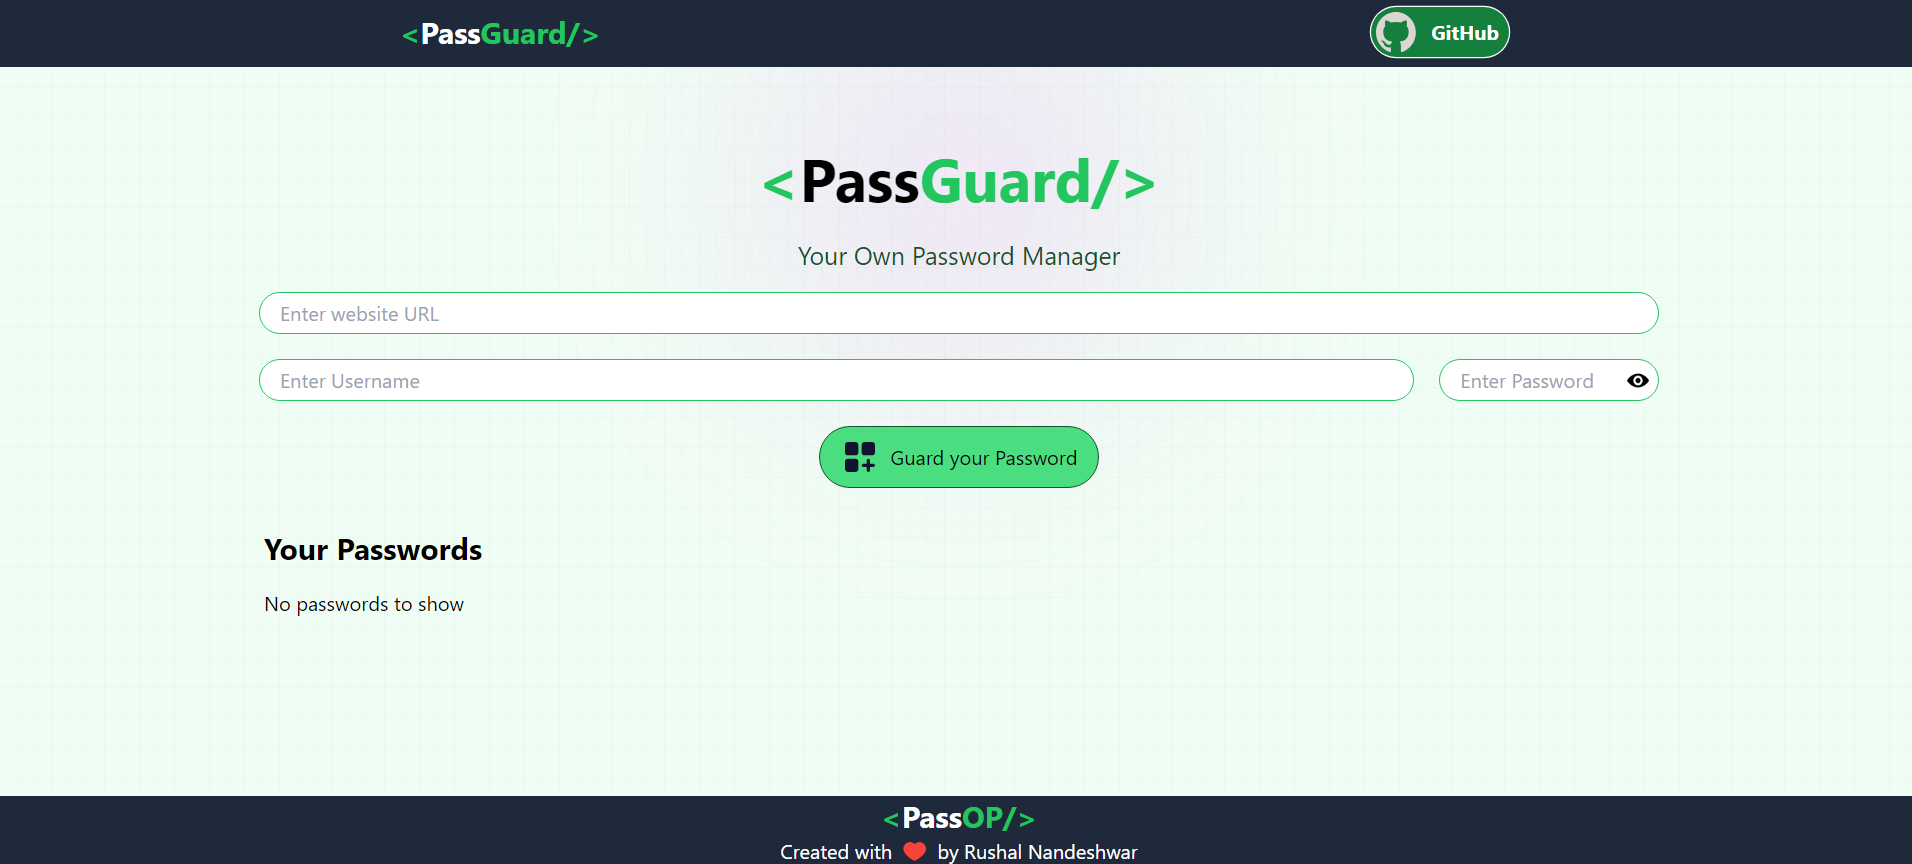 <PassGuard/>
GitHub
<PassGuard/>
Your Own Password Manager
Enter website URL
Enter Username
Enter Password
Guard your Password
Your Passwords
No passwords to show
<PassOP/>
Created with by Rushal Nandeshwar